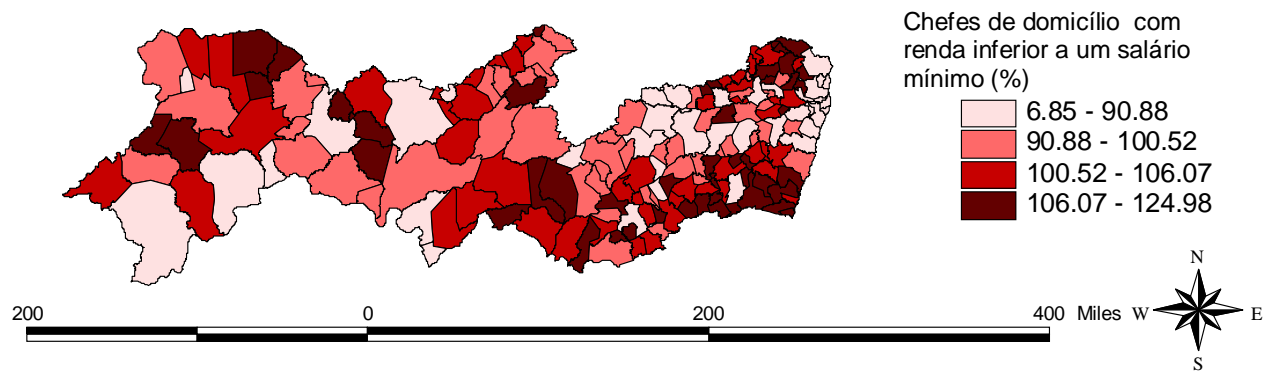 Chefes de domicílio com
renda inferior a um salário
mínimo (%)
6.85 - 90.88
90.88 - 100.52
100.52 - 106.07
106.07 - 124.98
N
W E
S
200 0 200 400 Miles